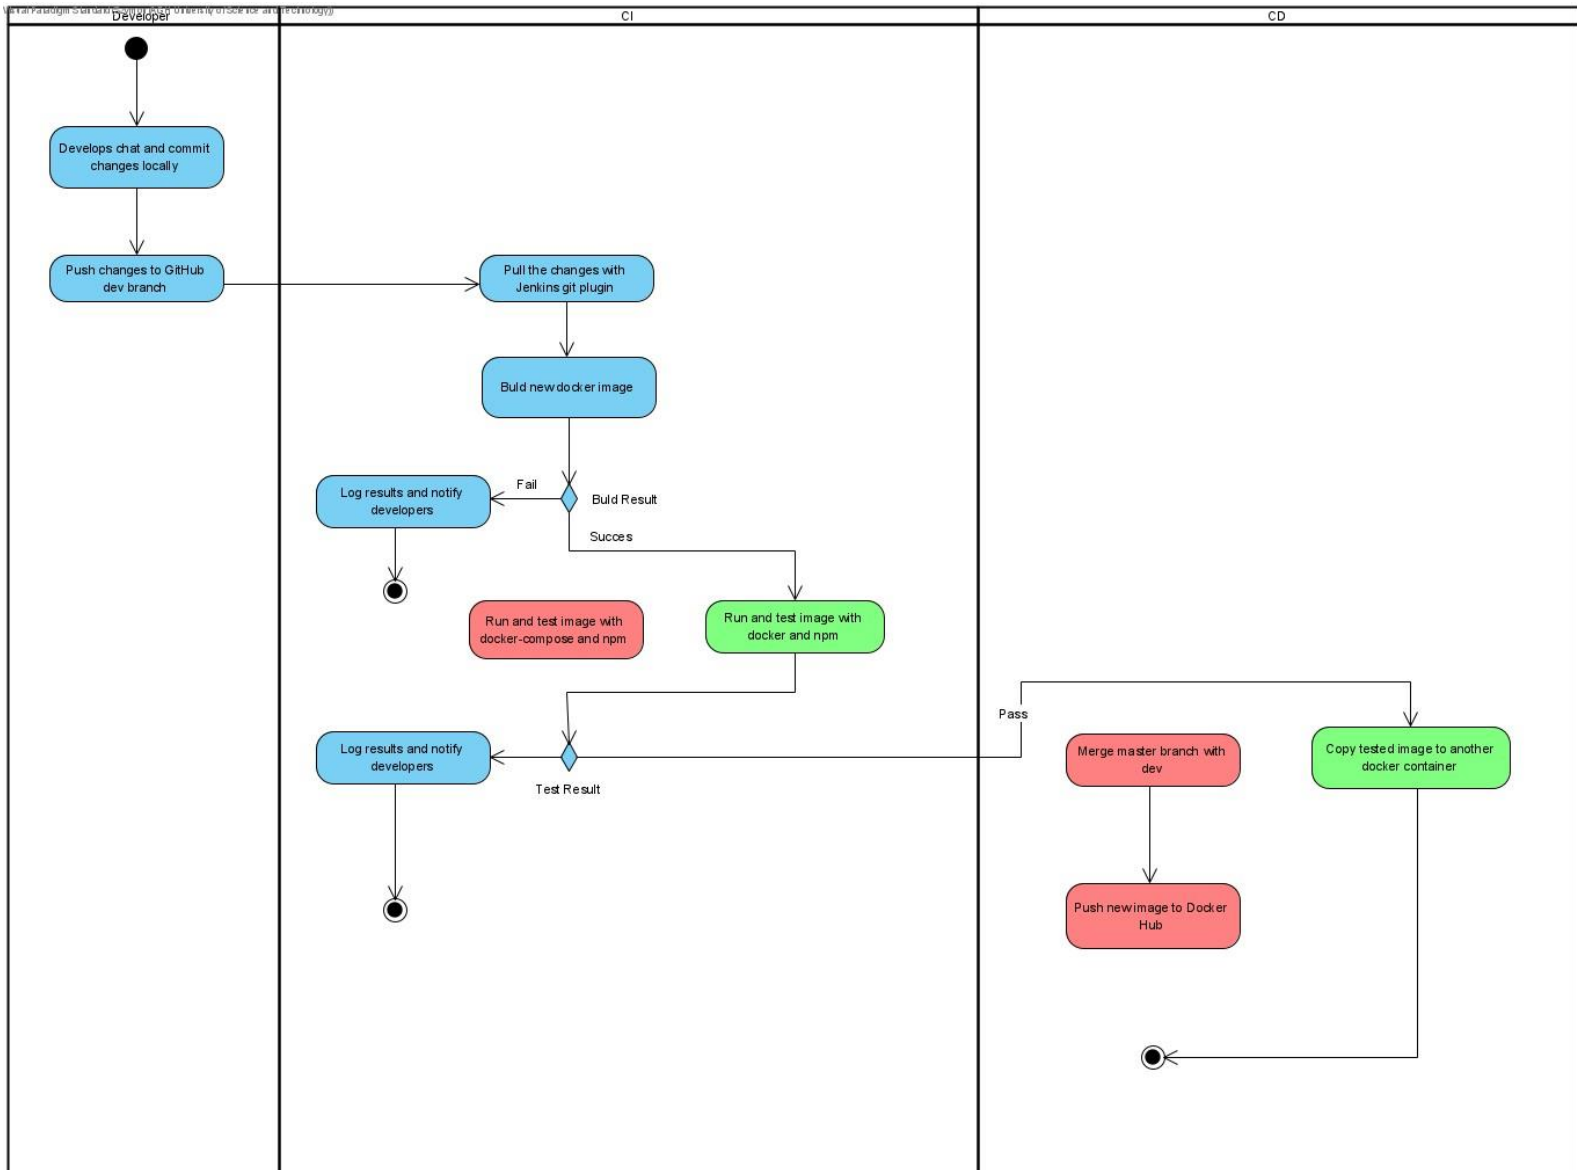 Developer
CI
CD
Develops chat and commit
changes locally
Push changes to GitHub
dev branch
Pull the changes with
Jenkins git plugin
Buld new docker image
Fail
Buld Result
Log results and notify
developers
Succes
Run and test image with
docker-compose and npm
Run and test image with
docker and npm
Pass
Log results and notify
developers
Test Result
Merge master branch with
dev
Copy tested image to another
docker container
Push new image to Docker
Hub